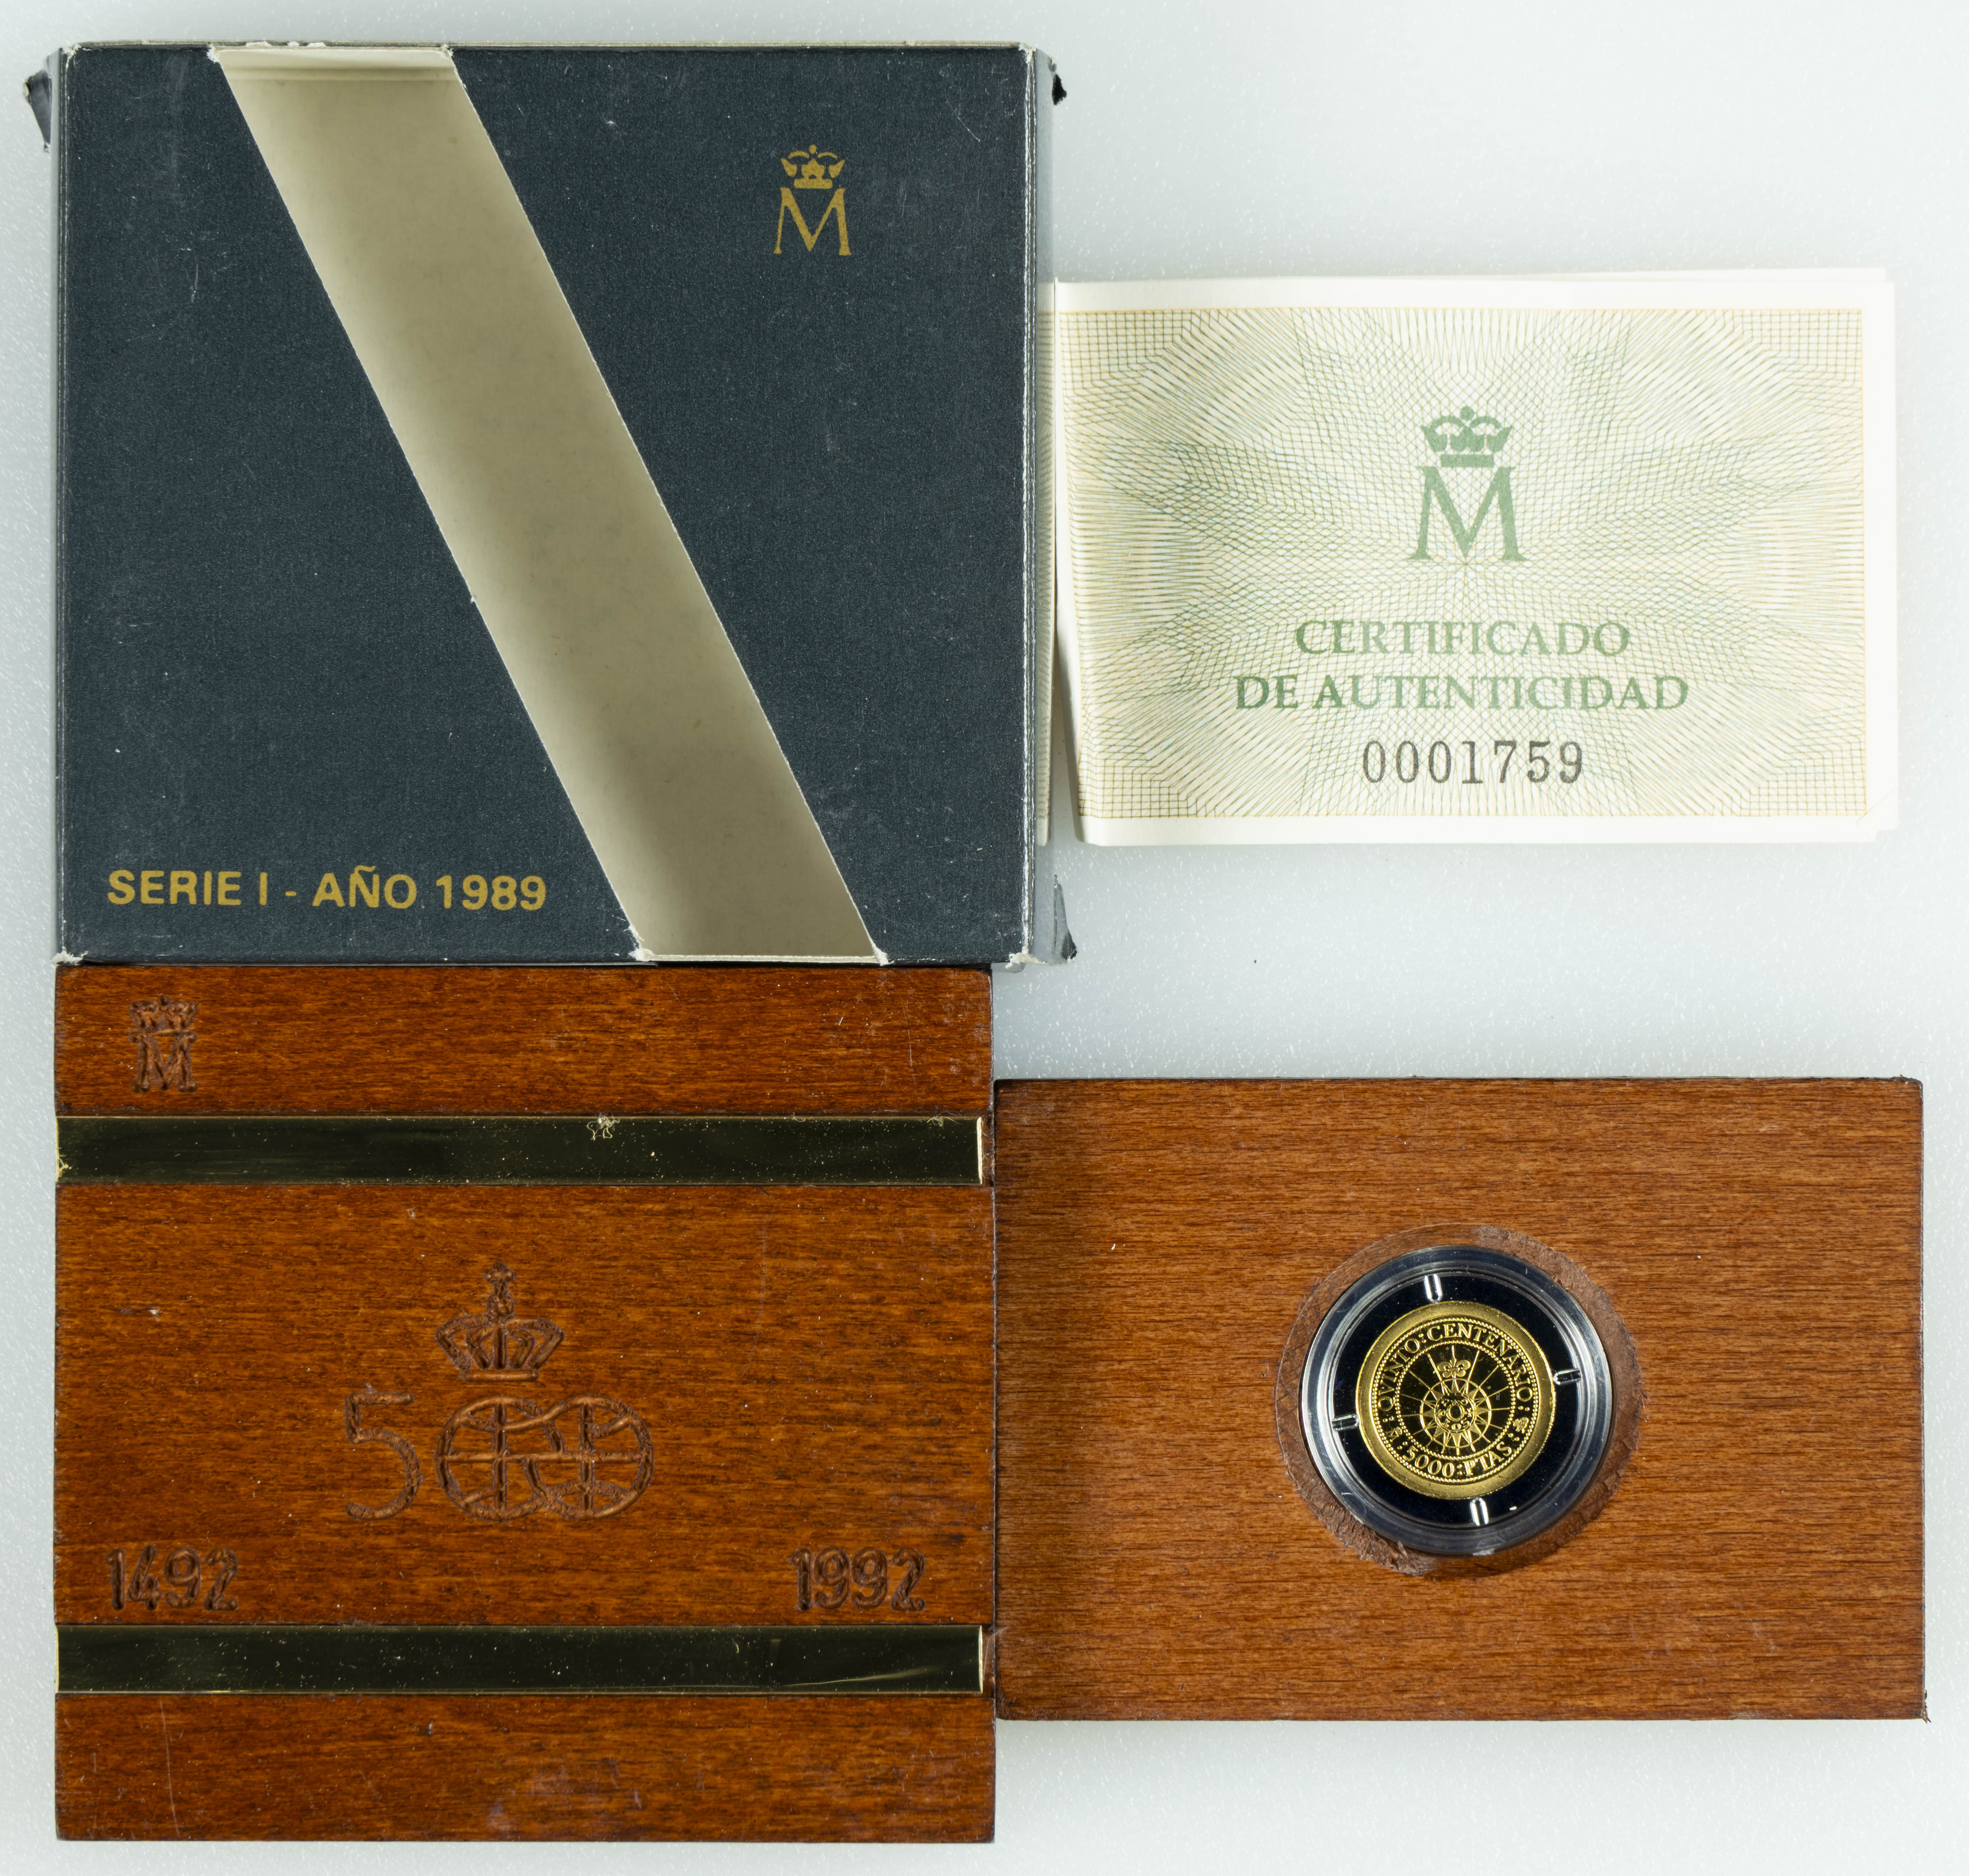 M
SERIE I - AÑO 1989
M
CERTIFICADO
DE AUTENTICIDAD
0001759
M
500
1492 1992
QVINTO:CENTENARIO:
M :5000:PTAS: